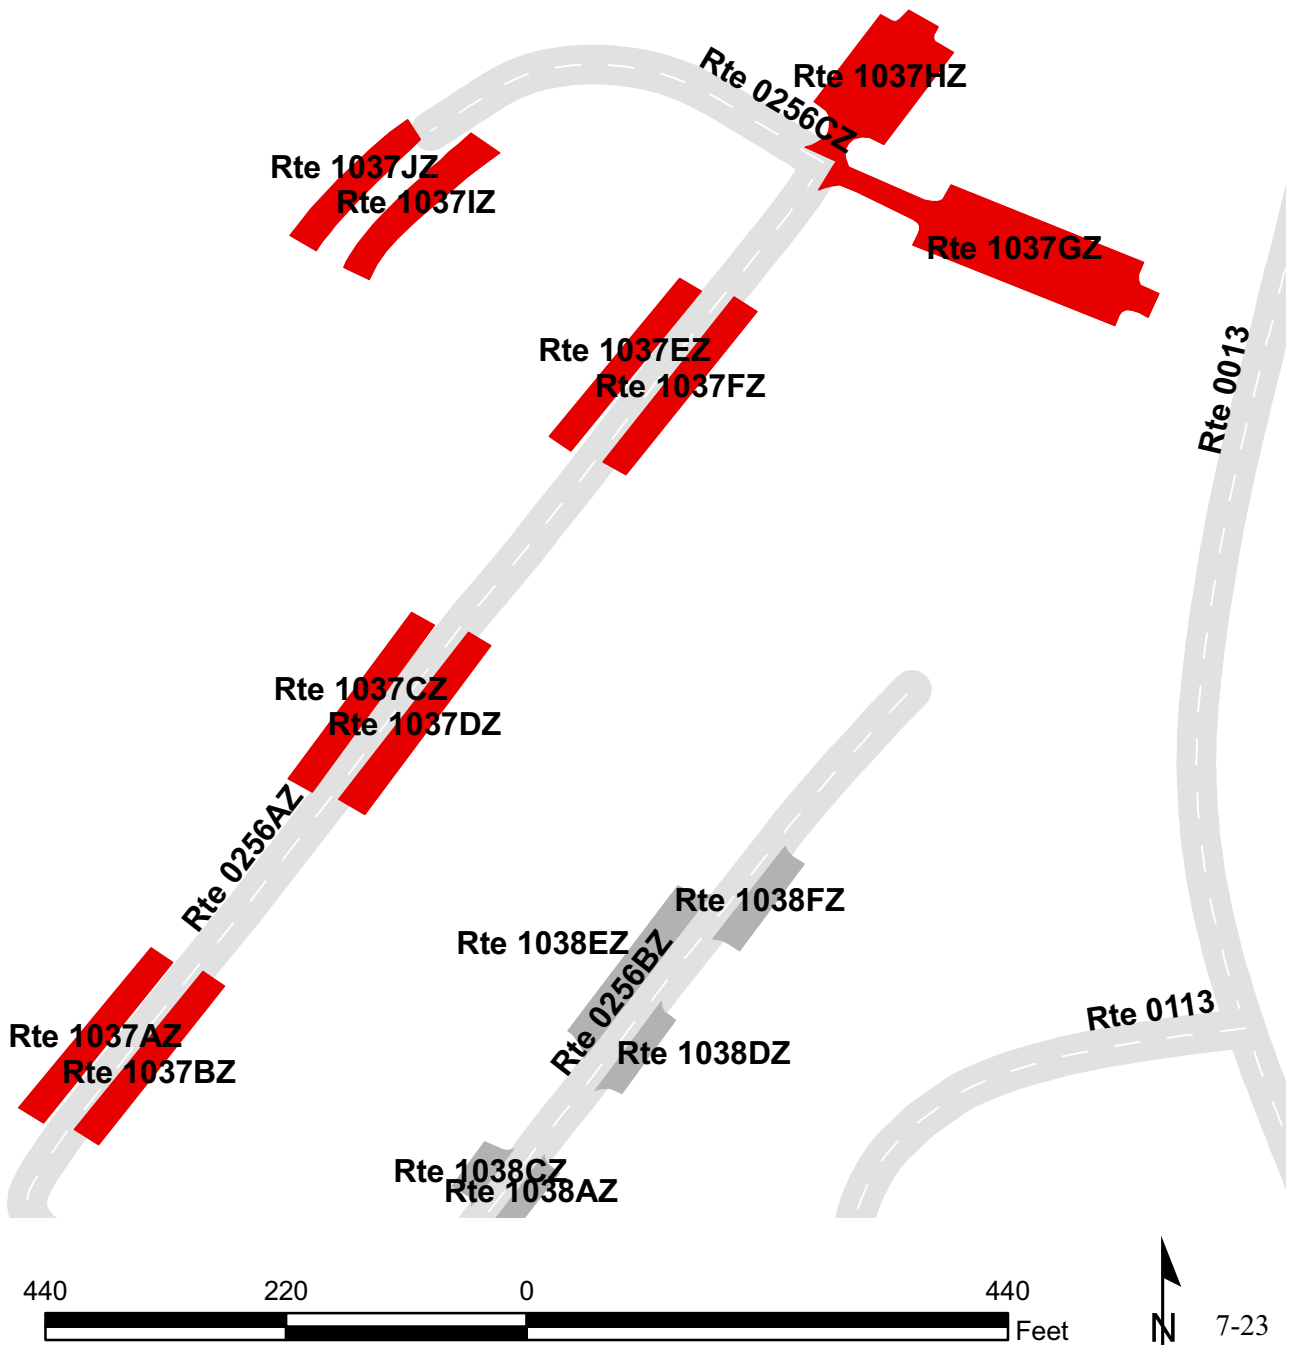 Rte 0256CZ
Rte 1037HZ
Rte 1037JZ
Rte 1037IZ
Rte 1037GZ
Rte 1037EZ
Rte 1037FZ
Rte 0013
Rte 1037CZ
Rte 1037DZ
Rte 0256AZ
Rte 1038FZ
Rte 1038EZ
Rte 0256BZ
Rte 0113
Rte 1037AZ
Rte 1037BZ
Rte 1038DZ
Rte 1038CZ
Rte 1038AZ
440 220 0 440
Feet
N
7-23